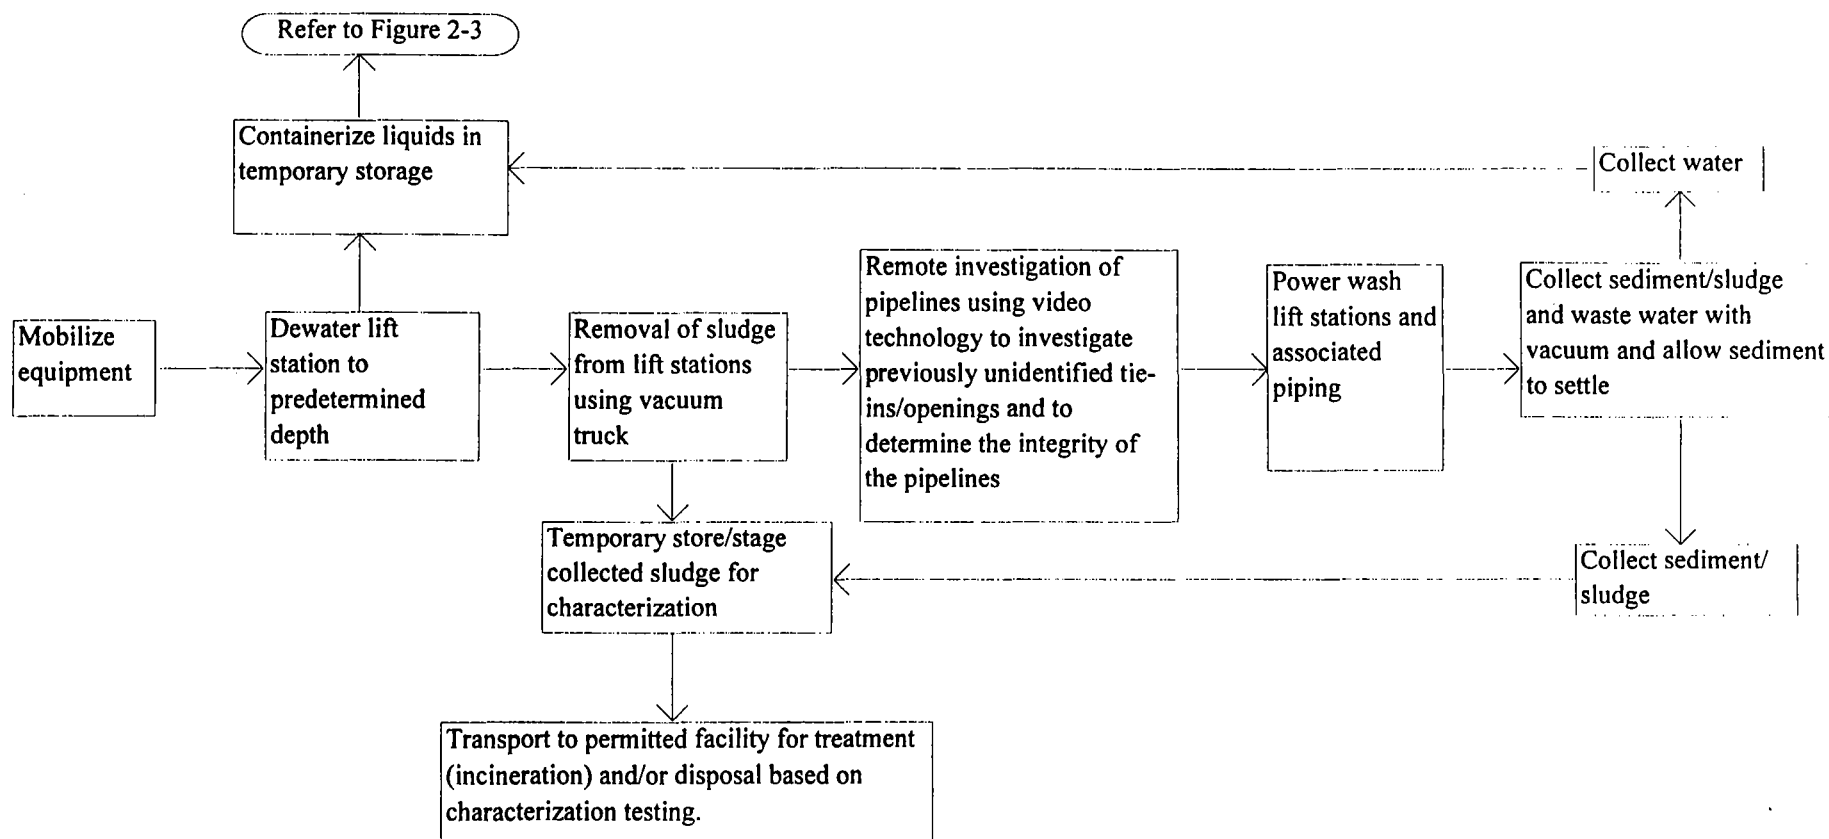 Refer to Figure 2-3
Containerize liquids in
temporary storage
Collect water
Mobilize
equipment
Dewater lift
station to
predetermined
depth
Removal of sludge
from lift stations
using vacuum
truck
Remote investigation of
pipelines using video
technology to investigate
previously unidentified tie-
ins/openings and to
determine the integrity of
the pipelines
Power wash
lift stations and
associated
piping
Collect sediment/sludge
and waste water with
vacuum and allow sediment
to settle
Temporary store/stage
collected sludge for
characterization
Collect sediment/
sludge
Transport to permitted facility for treatment
(incineration) and/or disposal based on
characterization testing.